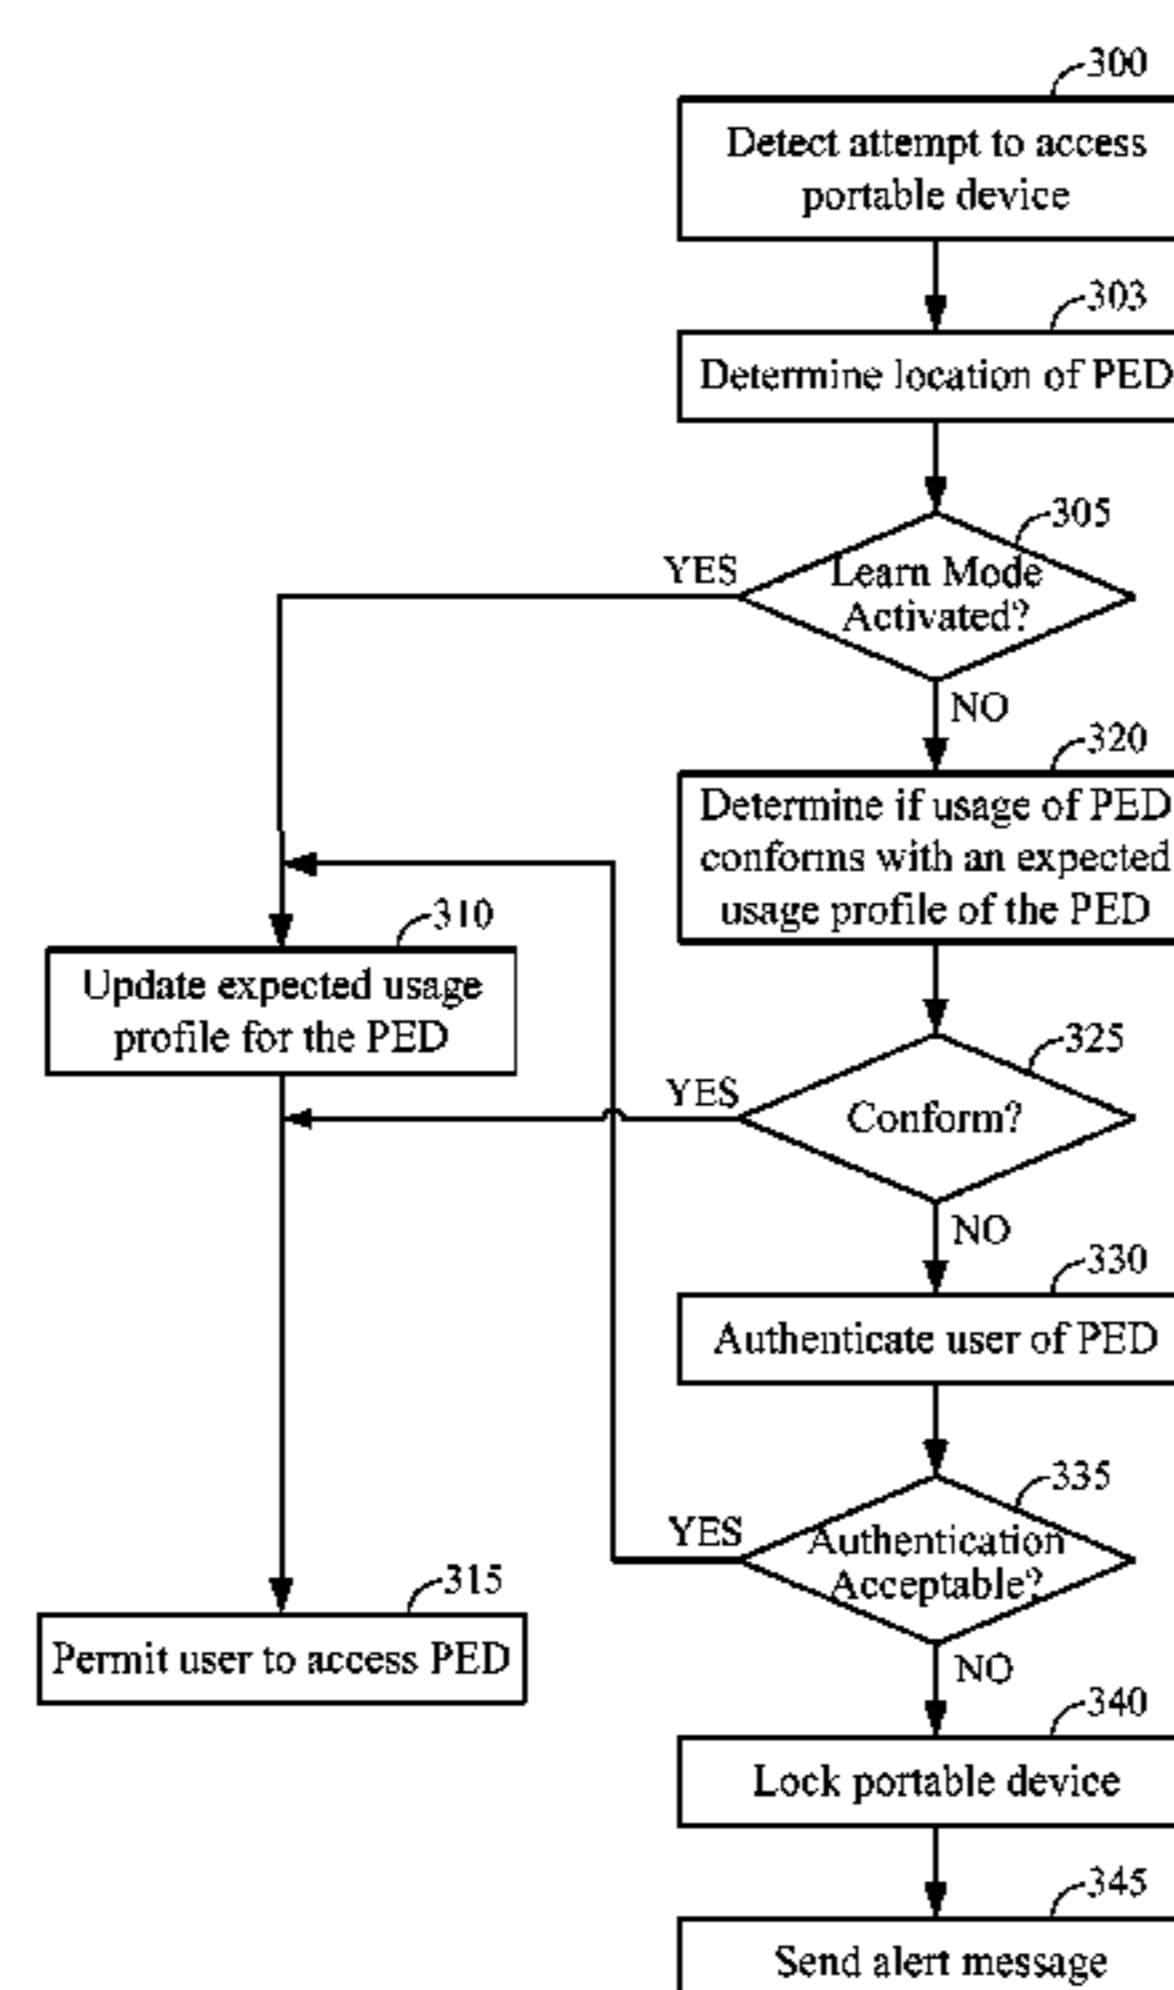 300
Detect attempt to access
portable device
303
Determine location of PED
305
YES
Learn Mode
Activated?
NO
320
Determine if usage of PED
conforms with an expected
usage profile of the PED
310
Update expected usage
profile for the PED
325
YES
Conform?
NO
330
Authenticate user of PED
335
YES
Authentication
Acceptable?
NO
315
Permit user to access PED
340
Lock portable device
345
Send alert message